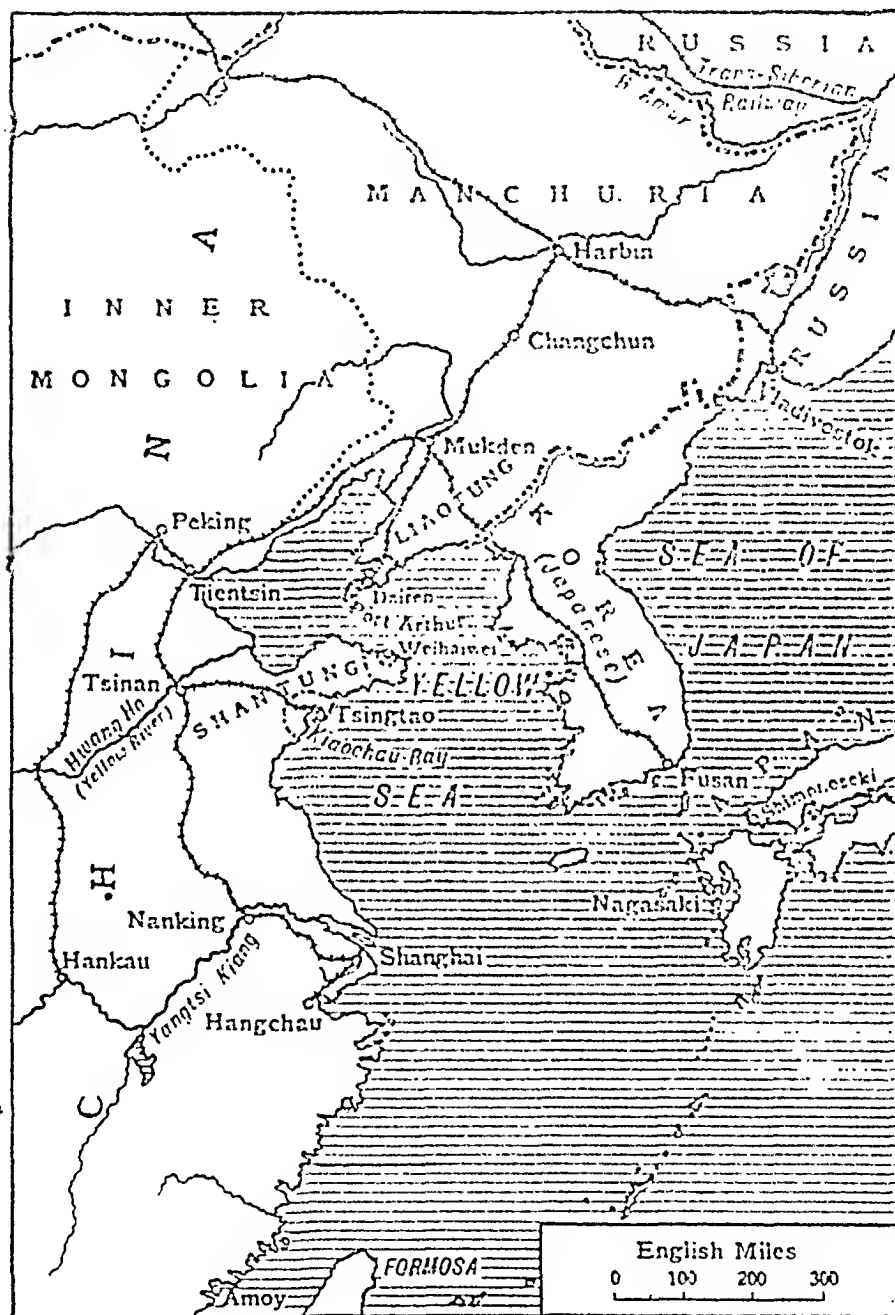 RUSSIA
Trans-Siberian
Railway
R. Amur
MANCHURIA
Harbin
RUSSIA
INNER
MONGOLIA
Changchun
Vladivostok
Mukden
LIAOTUNG
Peking
KOREA
(Japanese)
SEA OF
JAPAN
Tientsin
Dairen
Port Arthur
Weihaiwei
YELLOW
SEA
Tsinan
SHANTUNG
Hwang Ho
(Yellow River)
Tsingtao
Kiaochau Bay
Fusan
JAPAN
Shimonoseki
CHINA
Nanking
Nagasaki
Hankau
Shanghai
Yangtsi Kiang
Hangchau
FORMOSA
Amoy
English Miles
0 100 200 300